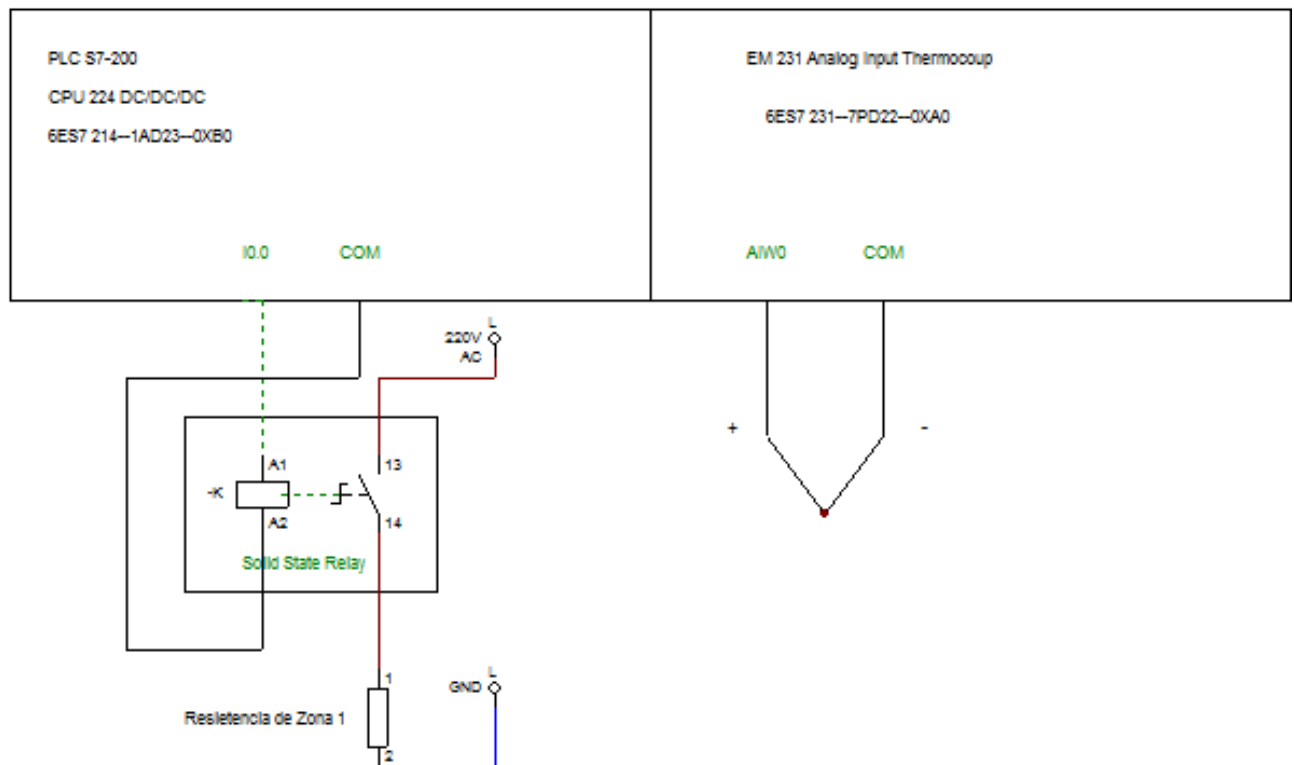 PLC S7-200
CPU 224 DC/DC/DC
6ES7 214--1AD23--0XB0
EM 231 Analog Input Thermocoup
6ES7 231--7PD22--0XA0
I0.0
COM
AIW0
COM
L
220V
AC
+
-
A1
13
-K
A2
14
Solid State Relay
1
L
GND
Resistencia de Zona 1
2